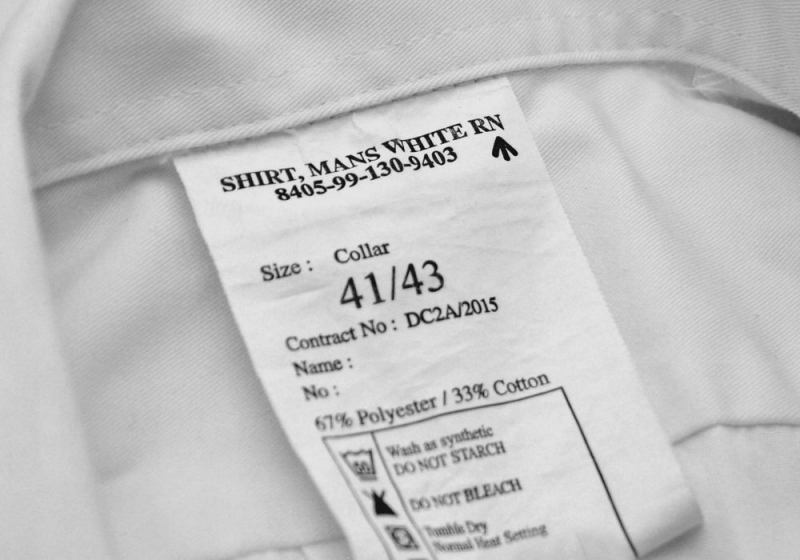 SHIRT, MANS WHITE RN
8405-99-130-9403
Size : Collar
41/43
Contract No : DC2A/2015
Name :
No :
67% Polyester / 33% Cotton
Wash as synthetic
DO NOT STARCH
DO NOT BLEACH
Tumble Dry
Normal Heat Setting